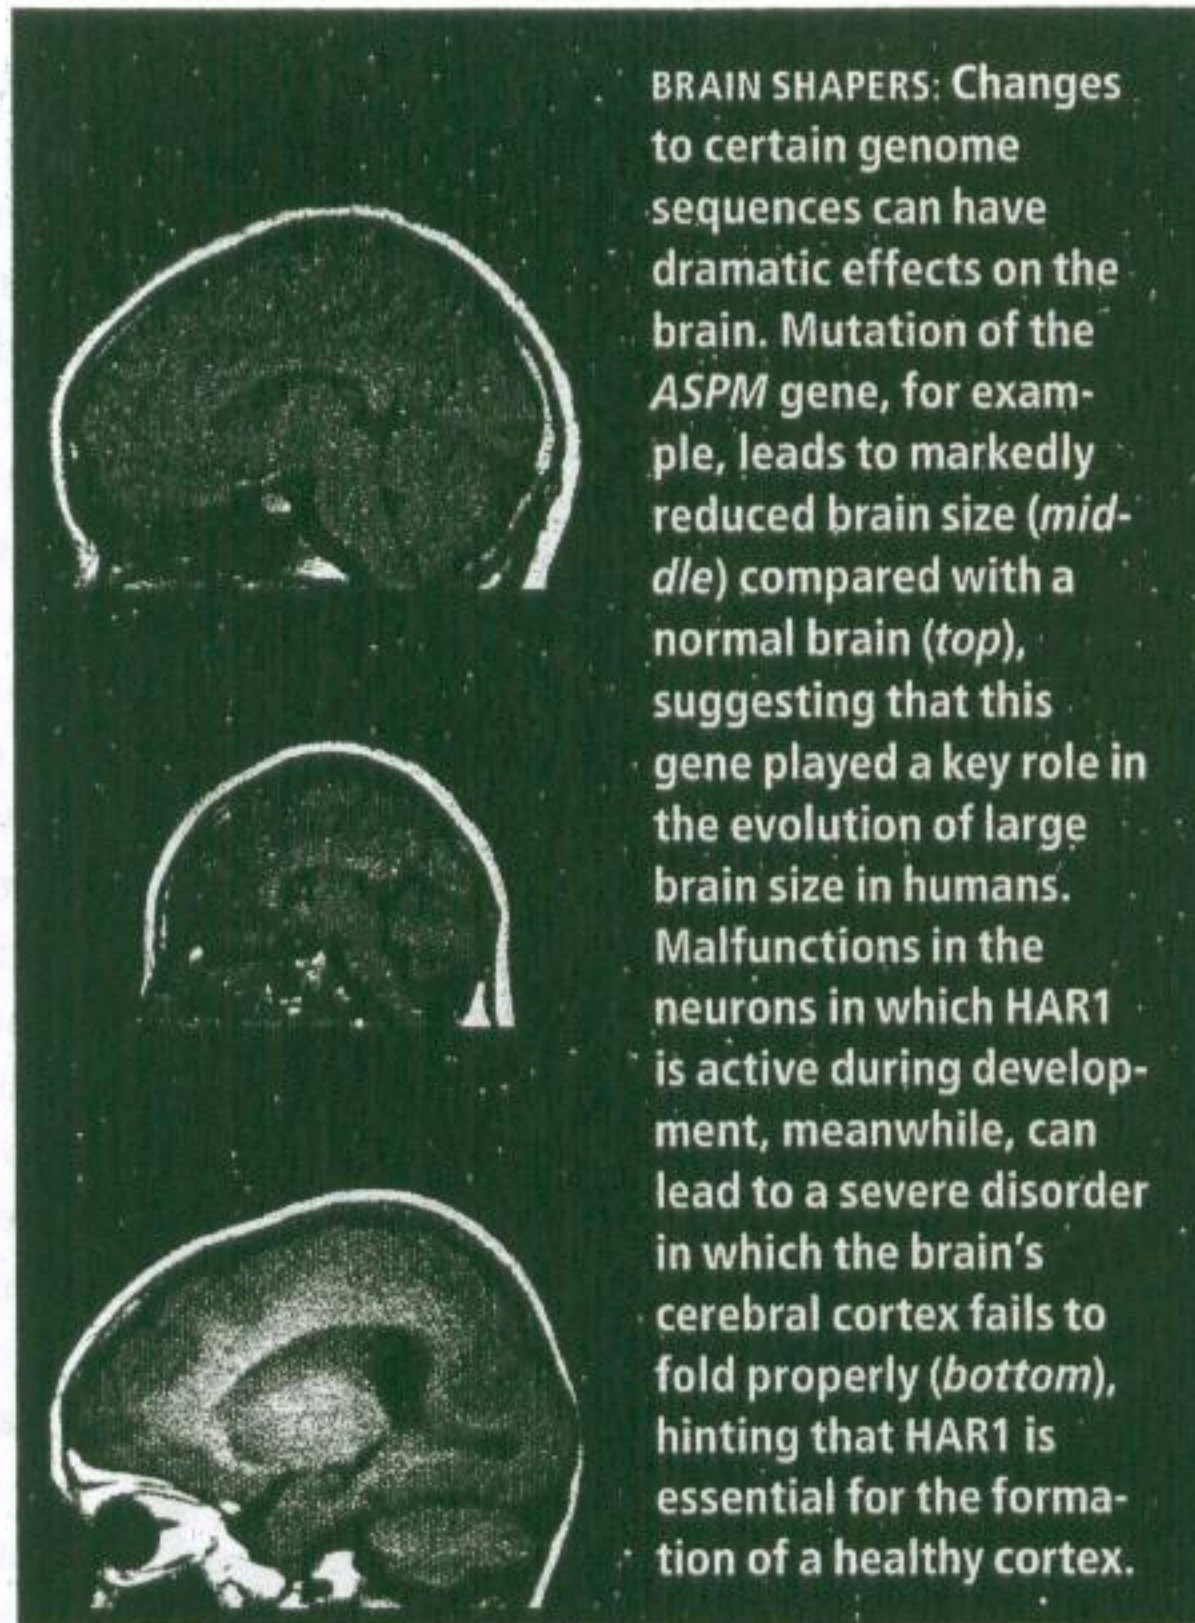 BRAIN SHAPERS: Changes
to certain genome
sequences can have
dramatic effects on the
brain. Mutation of the
ASPM gene, for exam-
ple, leads to markedly
reduced brain size (mid-
dle) compared with a
normal brain (top),
suggesting that this
gene played a key role in
the evolution of large
brain size in humans.
Malfunctions in the
neurons in which HAR1
is active during develop-
ment, meanwhile, can
lead to a severe disorder
in which the brain's
cerebral cortex fails to
fold properly (bottom),
hinting that HAR1 is
essential for the forma-
tion of a healthy cortex.